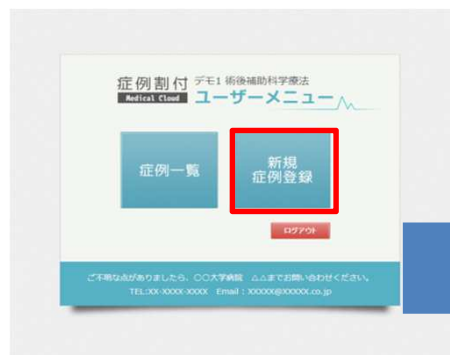 症例割付 デモ1 術後補助科学療法
Medical Cloud ユーザーメニュー
症例一覧
新規
症例登録
ログアウト
ご不明な点がありましたら、〇〇大学病院 △△までお問い合わせください。
TEL:XX-XXXX-XXXX Email : XXXXX@XXXXX.co.jp